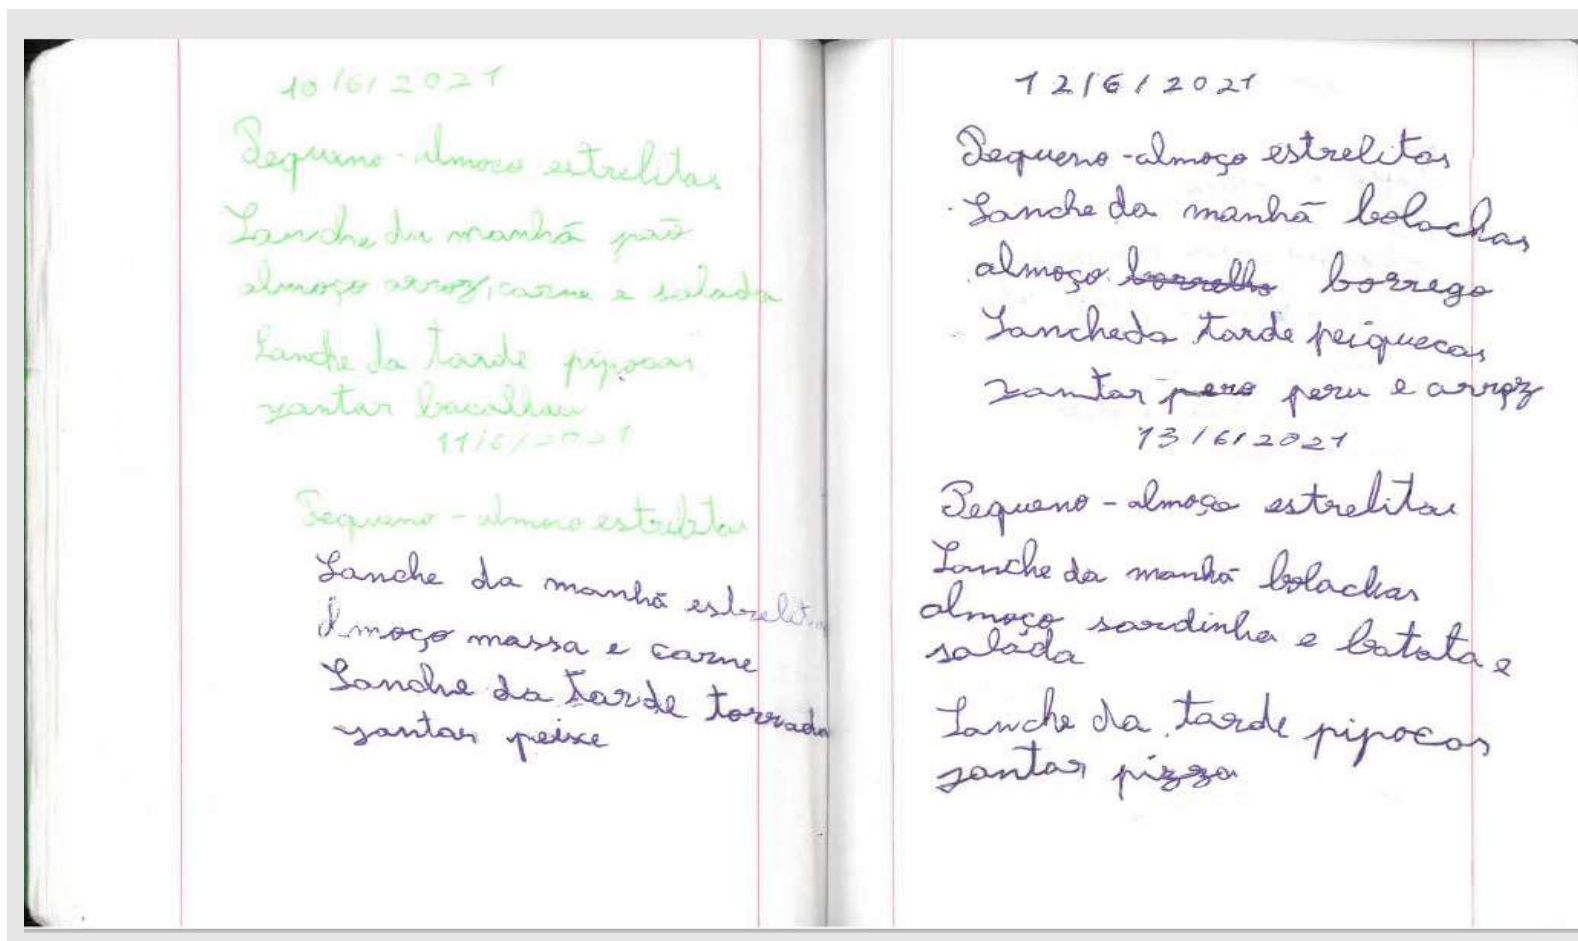 10/6/2021
Pequeno-almoço estrelitas
Lanche da manhã pão
almoço arroz, carne e salada
Lanche da tarde pipocas
jantar bacalhau
11/6/2021
Pequeno-almoço estrelitas
Lanche da manhã estrelitas
Almoço massa e carne
Lanche da tarde torrada
jantar peixe
12/6/2021
Pequeno-almoço estrelitas
Lanche da manhã bolachas
almoço borrelho borrego
Lanche da tarde peiquecas
jamtar pero peru e arroz
13/6/2021
Pequeno-almoço estrelitas
Lanche da manhã bolachas
almoço sardinha e batata e
saláda
Lanche da tarde pipocas
jantar pizza